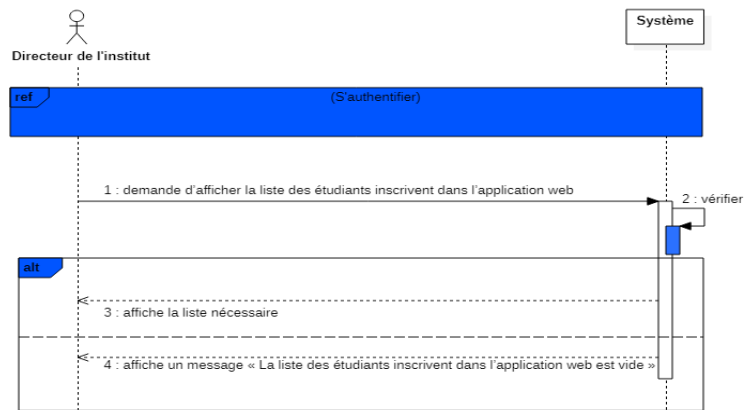 Système
Directeur de l'institut
ref
(S'authentifier)
1 : demande d'afficher la liste des étudiants inscrivent dans l'application web
2 : vérifier
alt
3 : affiche la liste nécessaire
4 : affiche un message « La liste des étudiants inscrivent dans l'application web est vide »